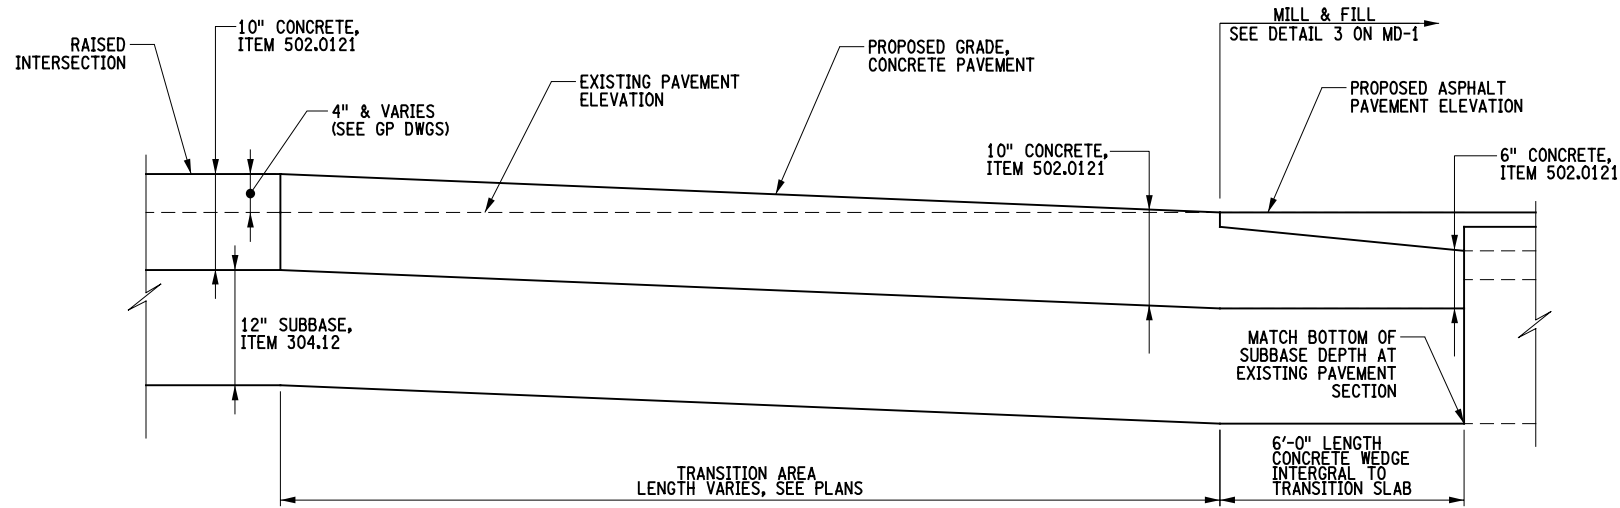 RAISED
INTERSECTION
10" CONCRETE,
ITEM 502.0121
4" & VARIES
(SEE GP DWGS)
EXISTING PAVEMENT
ELEVATION
PROPOSED GRADE,
CONCRETE PAVEMENT
MILL & FILL
SEE DETAIL 3 ON MD-1
PROPOSED ASPHALT
PAVEMENT ELEVATION
10" CONCRETE,
ITEM 502.0121
6" CONCRETE,
ITEM 502.0121
12" SUBBASE,
ITEM 304.12
MATCH BOTTOM OF
SUBBASE DEPTH AT
EXISTING PAVEMENT
SECTION
TRANSITION AREA
LENGTH VARIES, SEE PLANS
6'-0" LENGTH
CONCRETE WEDGE
INTERGRAL TO
TRANSITION SLAB